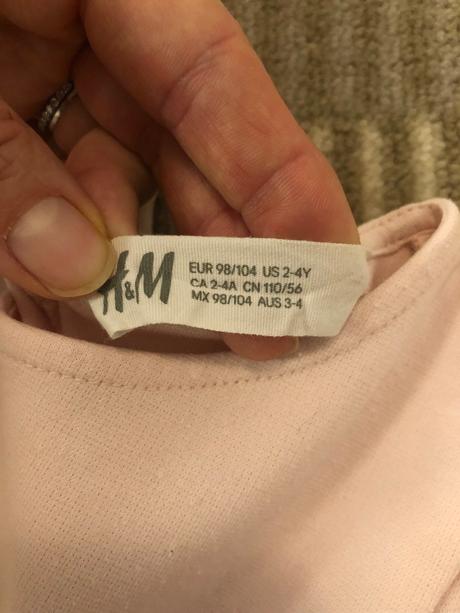 H&M
EUR 98/104 US 2-4Y
CA 2-4A CN 110/56
MX 98/104 AUS 3-4